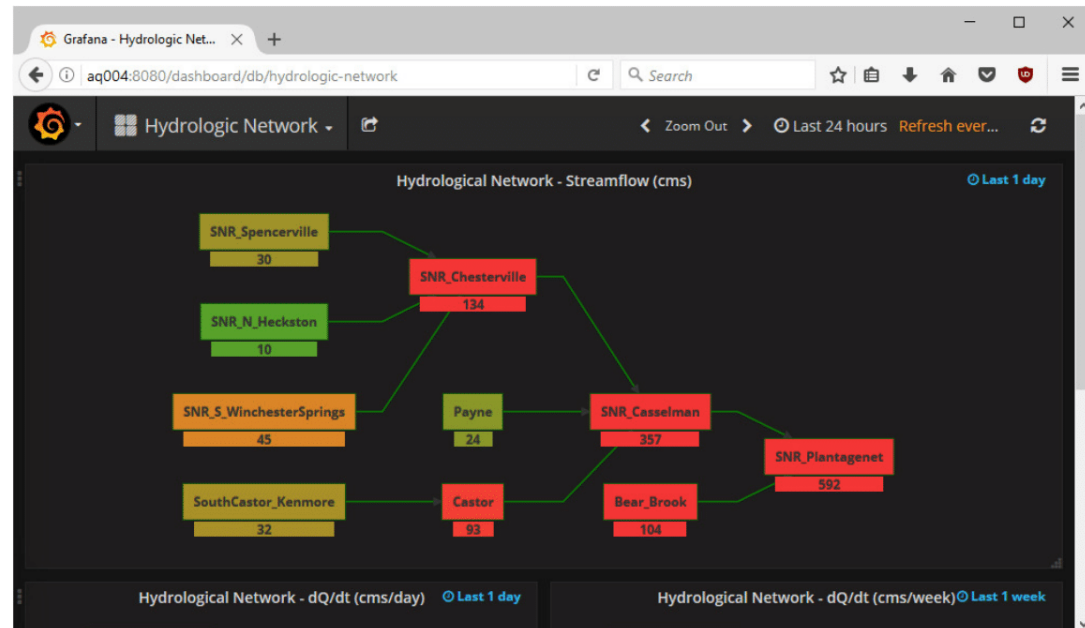 Grafana - Hydrologic Net...
aq004:8080/dashboard/db/hydrologic-network
Search
Hydrologic Network
Zoom Out
Last 24 hours
Refresh ever...
Hydrological Network - Streamflow (cms)
Last 1 day
SNR_Spencerville
30
SNR_Chesterville
134
SNR_N_Heckston
10
SNR_S_WinchesterSprings
45
Payne
24
SNR_Casselman
357
SNR_Plantagenet
592
SouthCastor_Kenmore
32
Castor
93
Bear_Brook
104
Hydrological Network - dQ/dt (cms/day)
Last 1 day
Hydrological Network - dQ/dt (cms/week)
Last 1 week